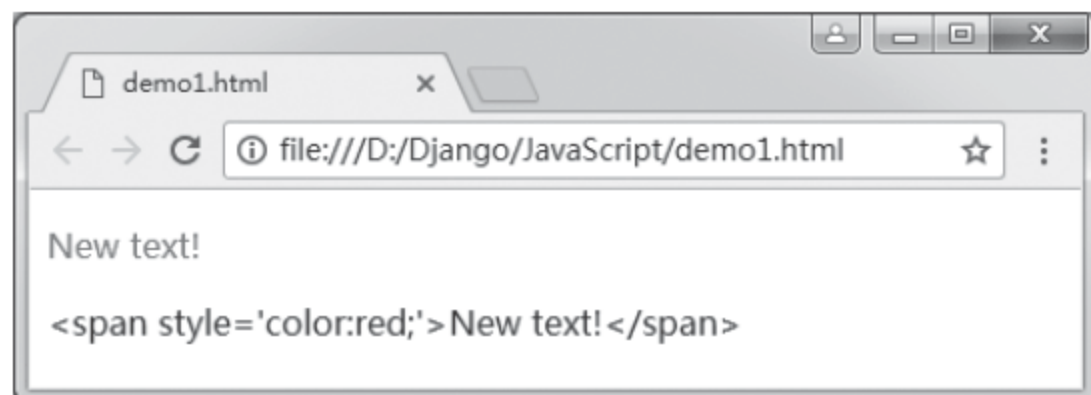 demo1.html
file:///D:/Django/JavaScript/demo1.html
New text!
<span style='color:red;'>New text!</span>